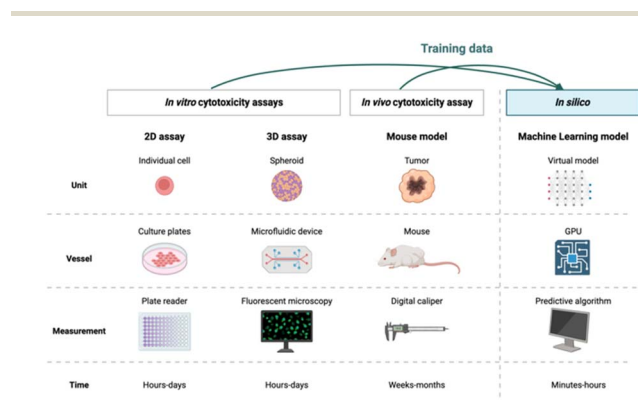 Training data
In vitro cytotoxicity assays
In vivo cytotoxicity assay
In silico
2D assay
3D assay
Mouse model
Machine Learning model
Individual cell
Spheroid
Tumor
Virtual model
Unit
Culture plates
Microfluidic device
Mouse
GPU
Vessel
Plate reader
Fluorescent microscopy
Digital caliper
Predictive algorithm
Measurement
Time
Hours-days
Hours-days
Weeks-months
Minutes-hours